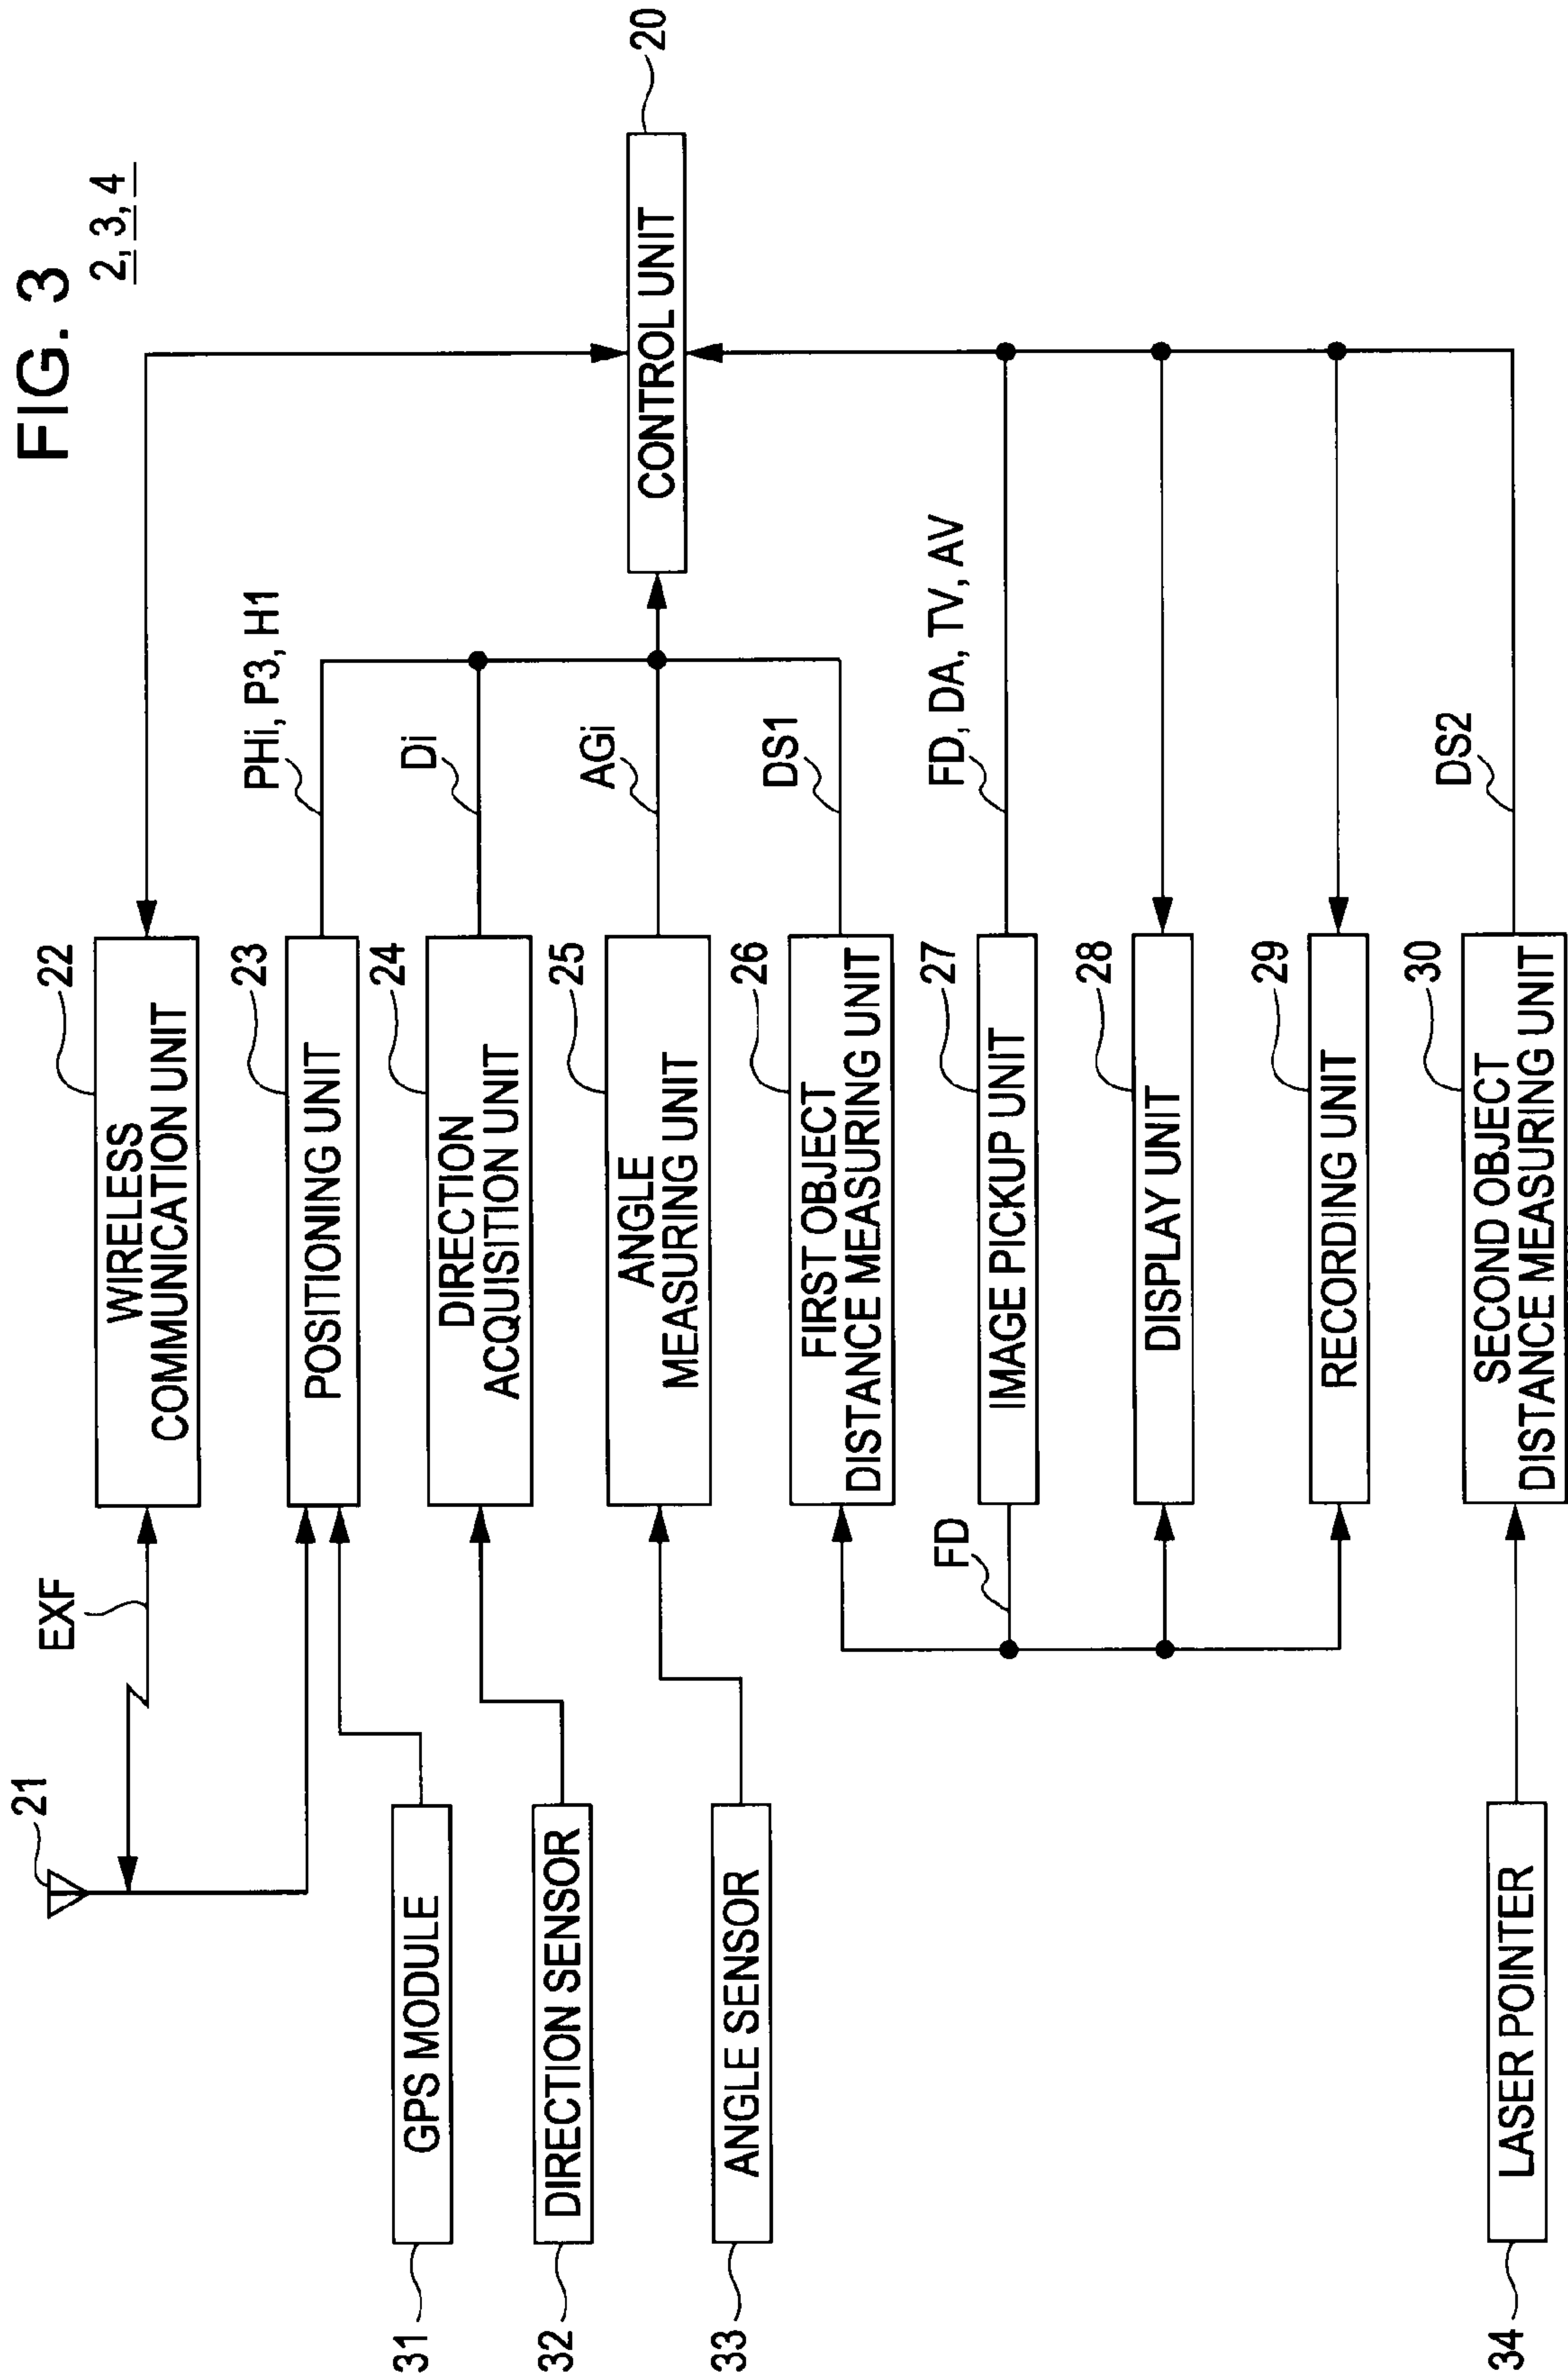 FIG. 3
2, 3, 4
20
CONTROL UNIT
PHi, P3, H1
Di
AGi
DS1
FD, DA, TV, AV
DS2
22
WIRELESS
COMMUNICATION UNIT
23
POSITIONING UNIT
24
DIRECTION
ACQUISITION UNIT
25
ANGLE
MEASURING UNIT
26
FIRST OBJECT
DISTANCE MEASURING UNIT
27
IMAGE PICKUP UNIT
28
DISPLAY UNIT
29
RECORDING UNIT
30
SECOND OBJECT
DISTANCE MEASURING UNIT
EXF
FD
21
GPS MODULE
31
DIRECTION SENSOR
32
ANGLE SENSOR
33
LASER POINTER
34